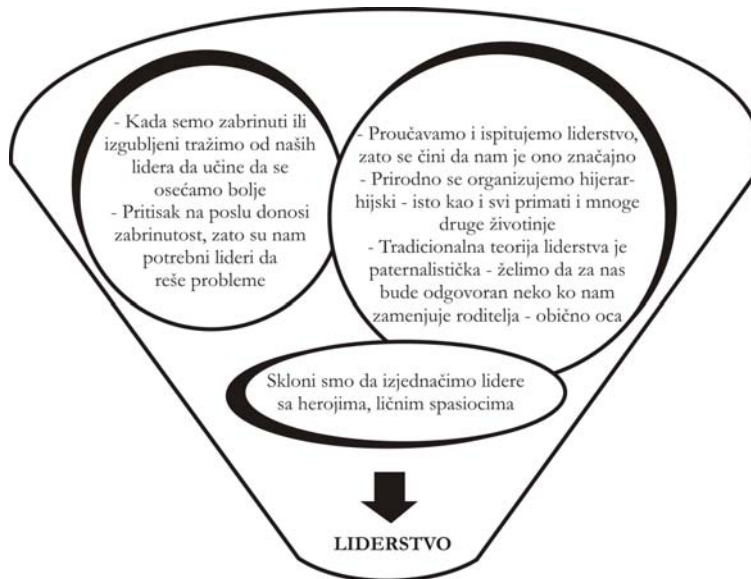 - Kada semo zabrinuti ili
izgubljeni tražimo od naših
lidera da učine da se
osećamo bolje
- Pritisak na poslu donosi
zabrinutost, zato su nam
potrebni lideri da
reše probleme
- Proučavamo i ispitujemo liderstvo,
zato se čini da nam je ono značajno
- Prirodno se organizujemo hijerar-
hijski - isto kao i svi primati i mnoge
druge životinje
- Tradicionalna teorija liderstva je
paternalistička - želimo da za nas
bude odgovoran neko ko nam
zamenjuje roditelja - obično oca
Skloni smo da izjednačimo lidere
sa herojima, ličnim spasiocima
LIDERSTVO